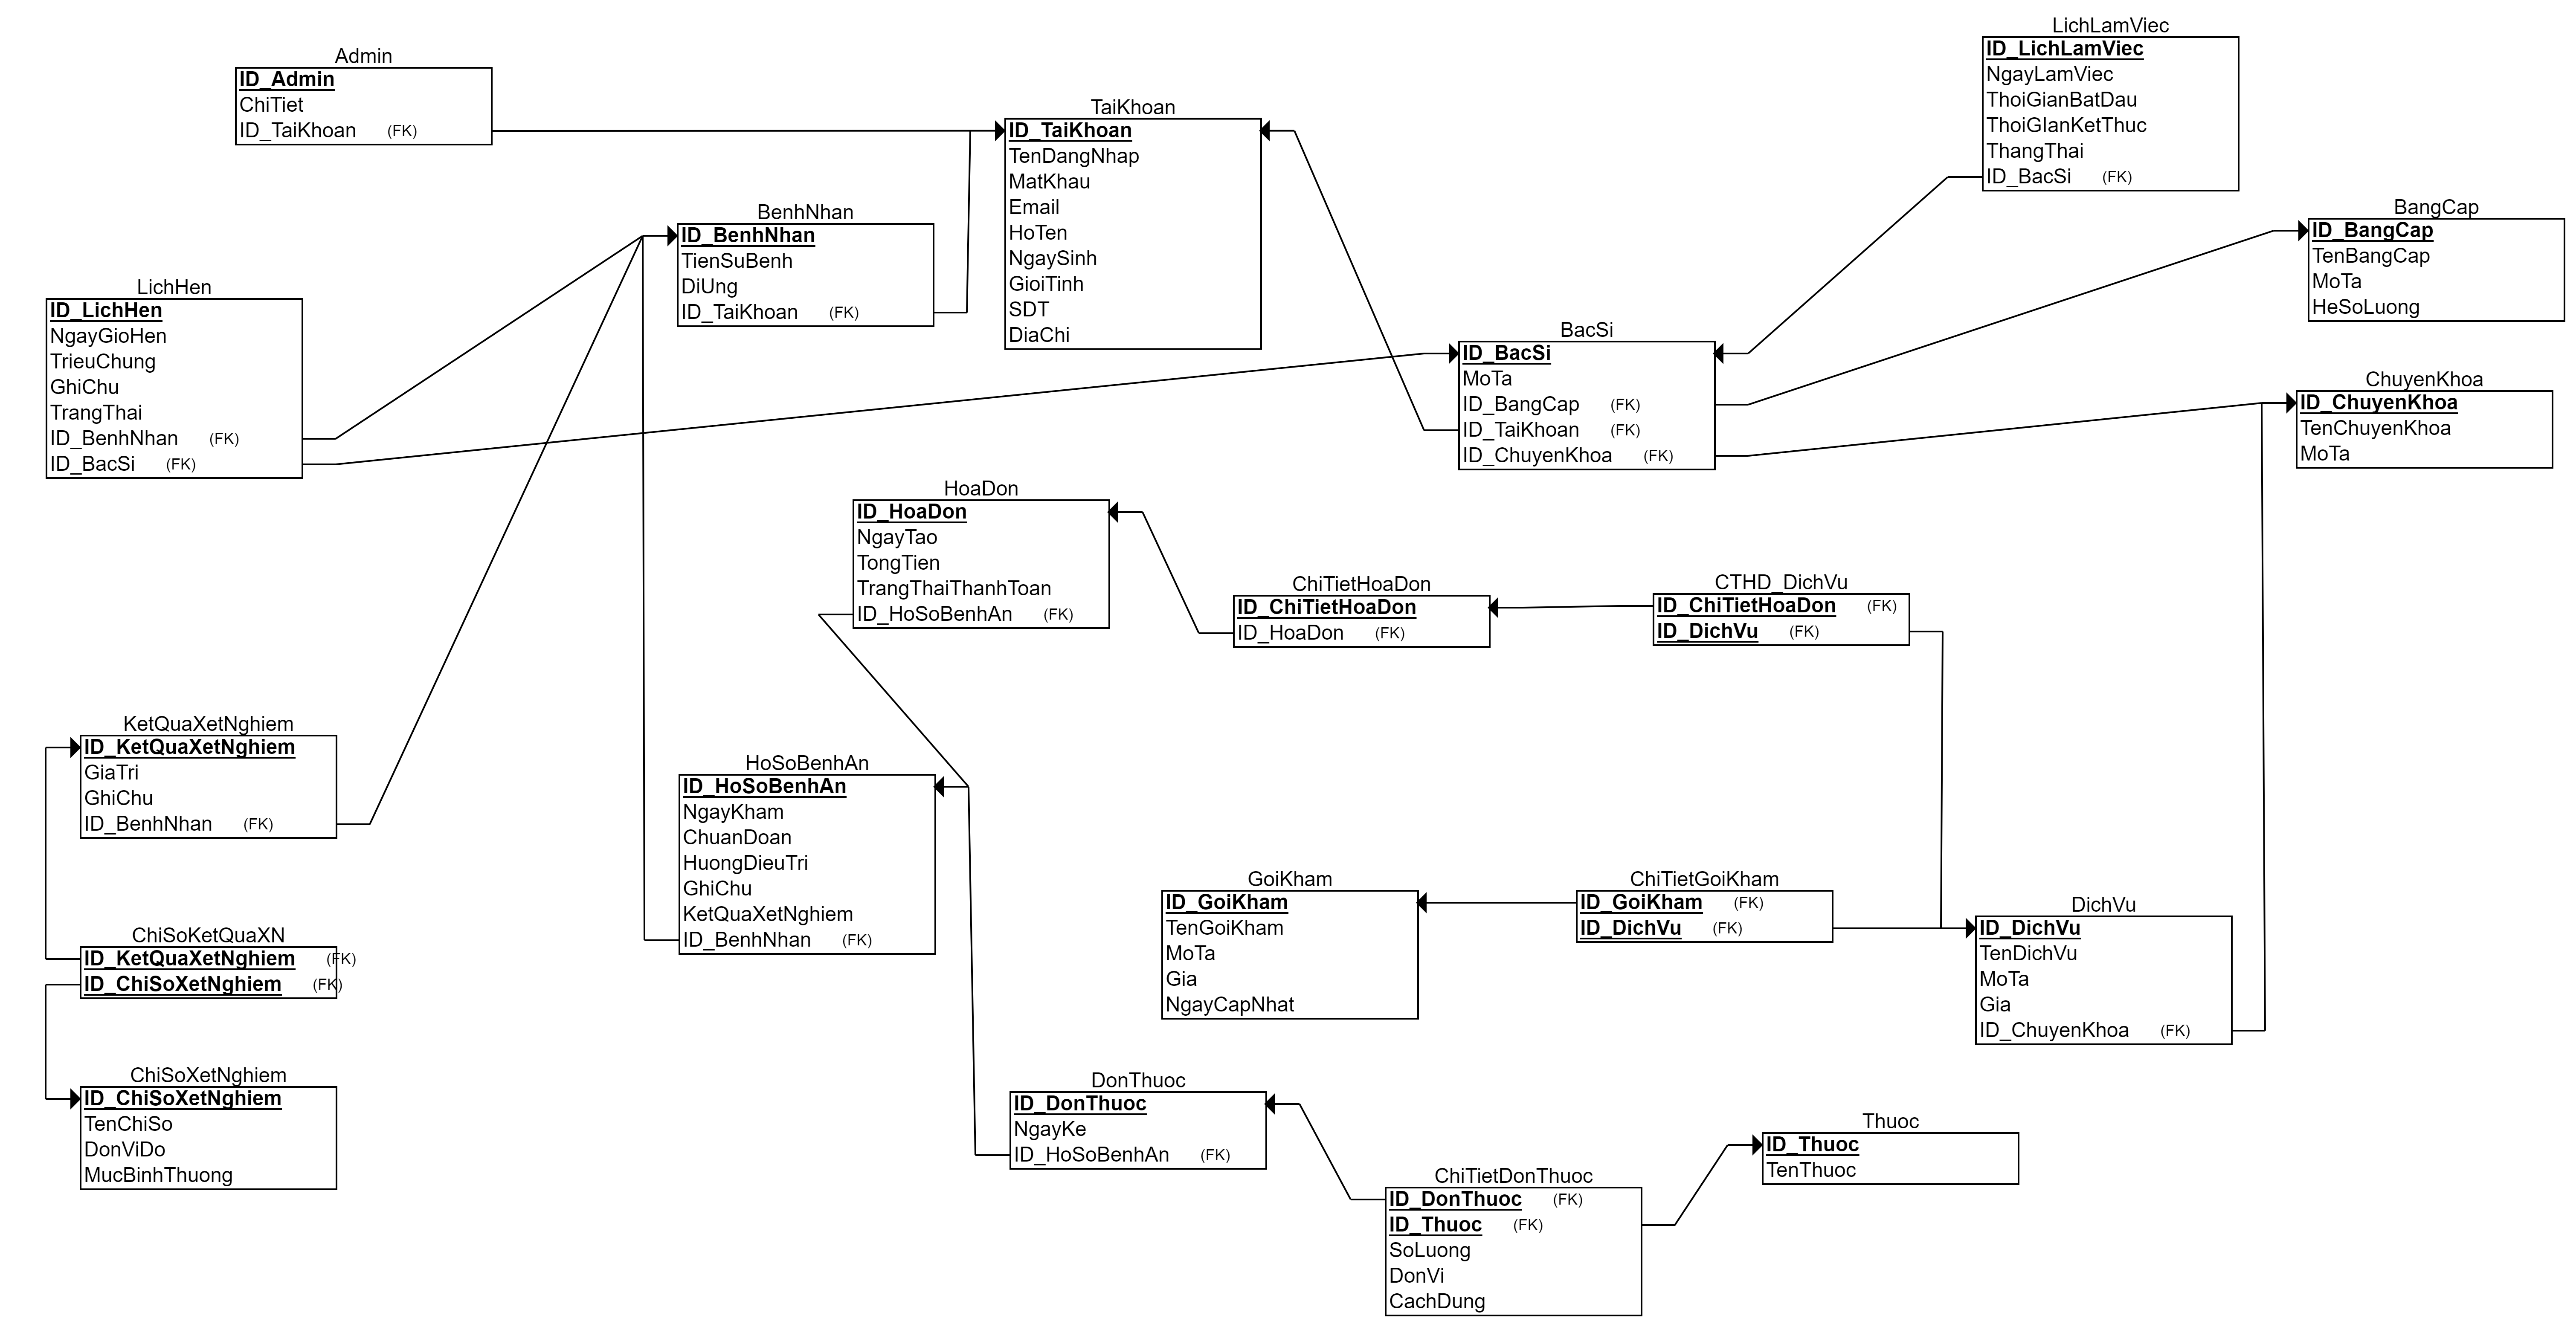 Admin
ID_Admin
ChiTiet
ID_TaiKhoan (FK)
TaiKhoan
ID_TaiKhoan
TenDangNhap
MatKhau
Email
HoTen
NgaySinh
GioiTinh
SDT
DiaChi
LichLamViec
ID_LichLamViec
NgayLamViec
ThoiGianBatDau
ThoiGIanKetThuc
ThangThai
ID_BacSi (FK)
BenhNhan
ID_BenhNhan
TienSuBenh
DiUng
ID_TaiKhoan (FK)
BangCap
ID_BangCap
TenBangCap
MoTa
HeSoLuong
LichHen
ID_LichHen
NgayGioHen
TrieuChung
GhiChu
TrangThai
ID_BenhNhan (FK)
ID_BacSi (FK)
BacSi
ID_BacSi
MoTa
ID_BangCap (FK)
ID_TaiKhoan (FK)
ID_ChuyenKhoa (FK)
ChuyenKhoa
ID_ChuyenKhoa
TenChuyenKhoa
MoTa
HoaDon
ID_HoaDon
NgayTao
TongTien
TrangThaiThanhToan
ID_HoSoBenhAn (FK)
ChiTietHoaDon
ID_ChiTietHoaDon
ID_HoaDon (FK)
CTHD_DichVu
ID_ChiTietHoaDon (FK)
ID_DichVu (FK)
KetQuaXetNghiem
ID_KetQuaXetNghiem
GiaTri
GhiChu
ID_BenhNhan (FK)
HoSoBenhAn
ID_HoSoBenhAn
NgayKham
ChuanDoan
HuongDieuTri
GhiChu
KetQuaXetNghiem
ID_BenhNhan (FK)
GoiKham
ID_GoiKham
TenGoiKham
MoTa
Gia
NgayCapNhat
ChiTietGoiKham
ID_GoiKham (FK)
ID_DichVu (FK)
DichVu
ID_DichVu
TenDichVu
MoTa
Gia
ID_ChuyenKhoa (FK)
ChiSoKetQuaXN
ID_KetQuaXetNghiem (FK)
ID_ChiSoXetNghiem (FK)
ChiSoXetNghiem
ID_ChiSoXetNghiem
TenChiSo
DonViDo
MucBinhThuong
DonThuoc
ID_DonThuoc
NgayKe
ID_HoSoBenhAn (FK)
Thuoc
ID_Thuoc
TenThuoc
ChiTietDonThuoc
ID_DonThuoc (FK)
ID_Thuoc (FK)
SoLuong
DonVi
CachDung